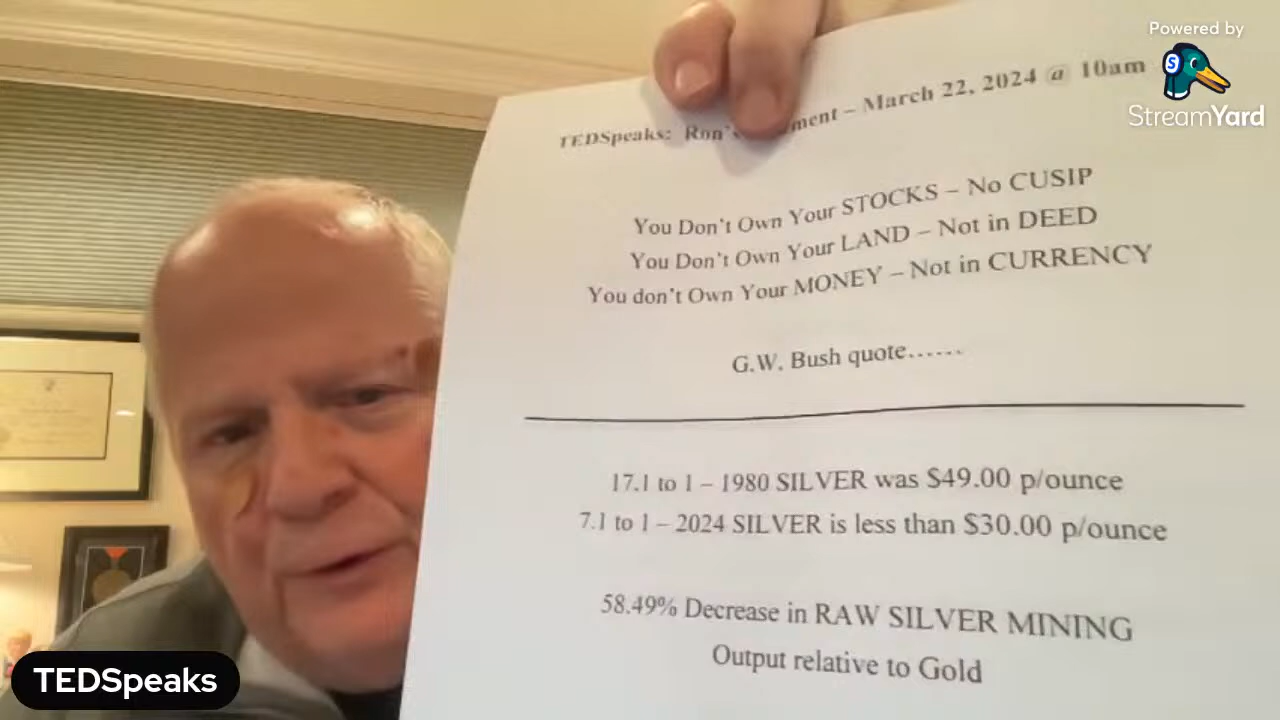 Powered by
StreamYard
TEDSpeaks: Ron's ment – March 22, 2024 @ 10am
You Don't Own Your STOCKS – No CUSIP
You Don't Own Your LAND – Not in DEED
You don't Own Your MONEY – Not in CURRENCY
G.W. Bush quote……
17.1 to 1 – 1980 SILVER was $49.00 p/ounce
7.1 to 1 – 2024 SILVER is less than $30.00 p/ounce
58.49% Decrease in RAW SILVER MINING
Output relative to Gold
TEDSpeaks